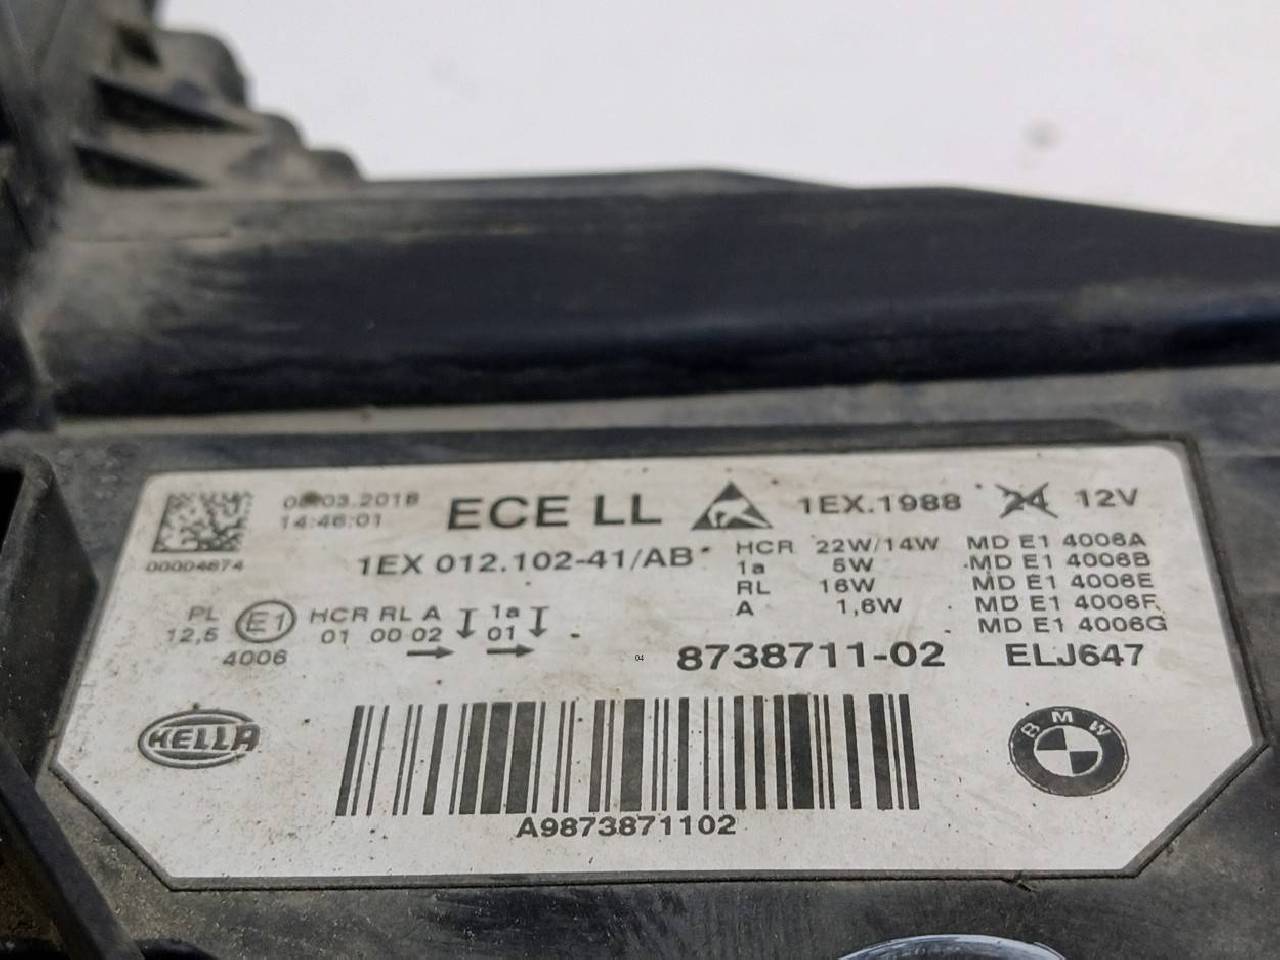 03.2018
14:46:01
ECE LL
1EX.1988
24
12V
00004674
1EX 012.102-41/AB
HCR 22W/14W
1a 5W
RL 16W
A 1,6W
MD E1 4006A
MD E1 4006B
MD E1 4006E
MD E1 4006F
MD E1 4006G
PL
12,5
E1
4006
HCR RL A 1a
01 00 02 01
04
8738711-02
ELJ647
HELLA
BMW
A9873871102